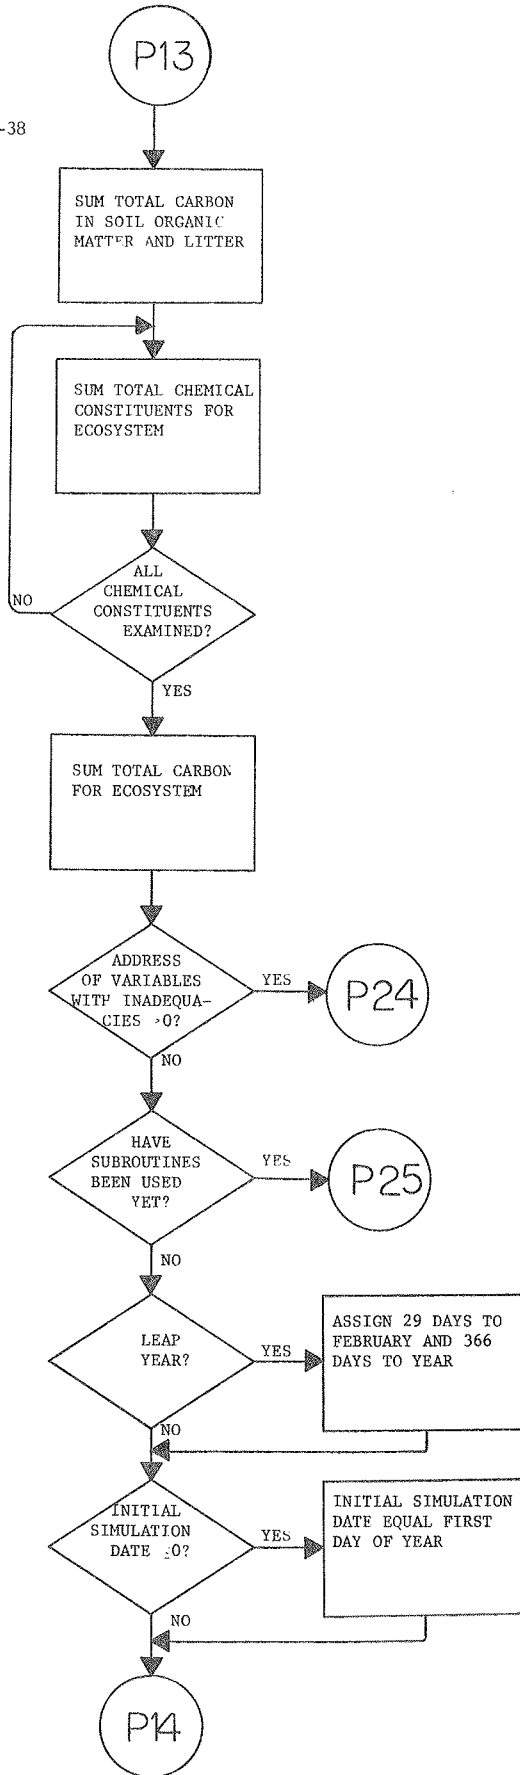 P13
-38
SUM TOTAL CARBON
IN SOIL ORGANIC
MATTER AND LITTER
SUM TOTAL CHEMICAL
CONSTITUENTS FOR
ECOSYSTEM
ALL
CHEMICAL
CONSTITUENTS
EXAMINED?
NO
YES
SUM TOTAL CARBON
FOR ECOSYSTEM
ADDRESS
OF VARIABLES
WITH INADEQUA-
CIES >0?
YES
P24
NO
HAVE
SUBROUTINES
BEEN USED
YET?
YES
P25
NO
LEAP
YEAR?
YES
ASSIGN 29 DAYS TO
FEBRUARY AND 366
DAYS TO YEAR
NO
INITIAL
SIMULATION
DATE ≤0?
YES
INITIAL SIMULATION
DATE EQUAL FIRST
DAY OF YEAR
NO
P14